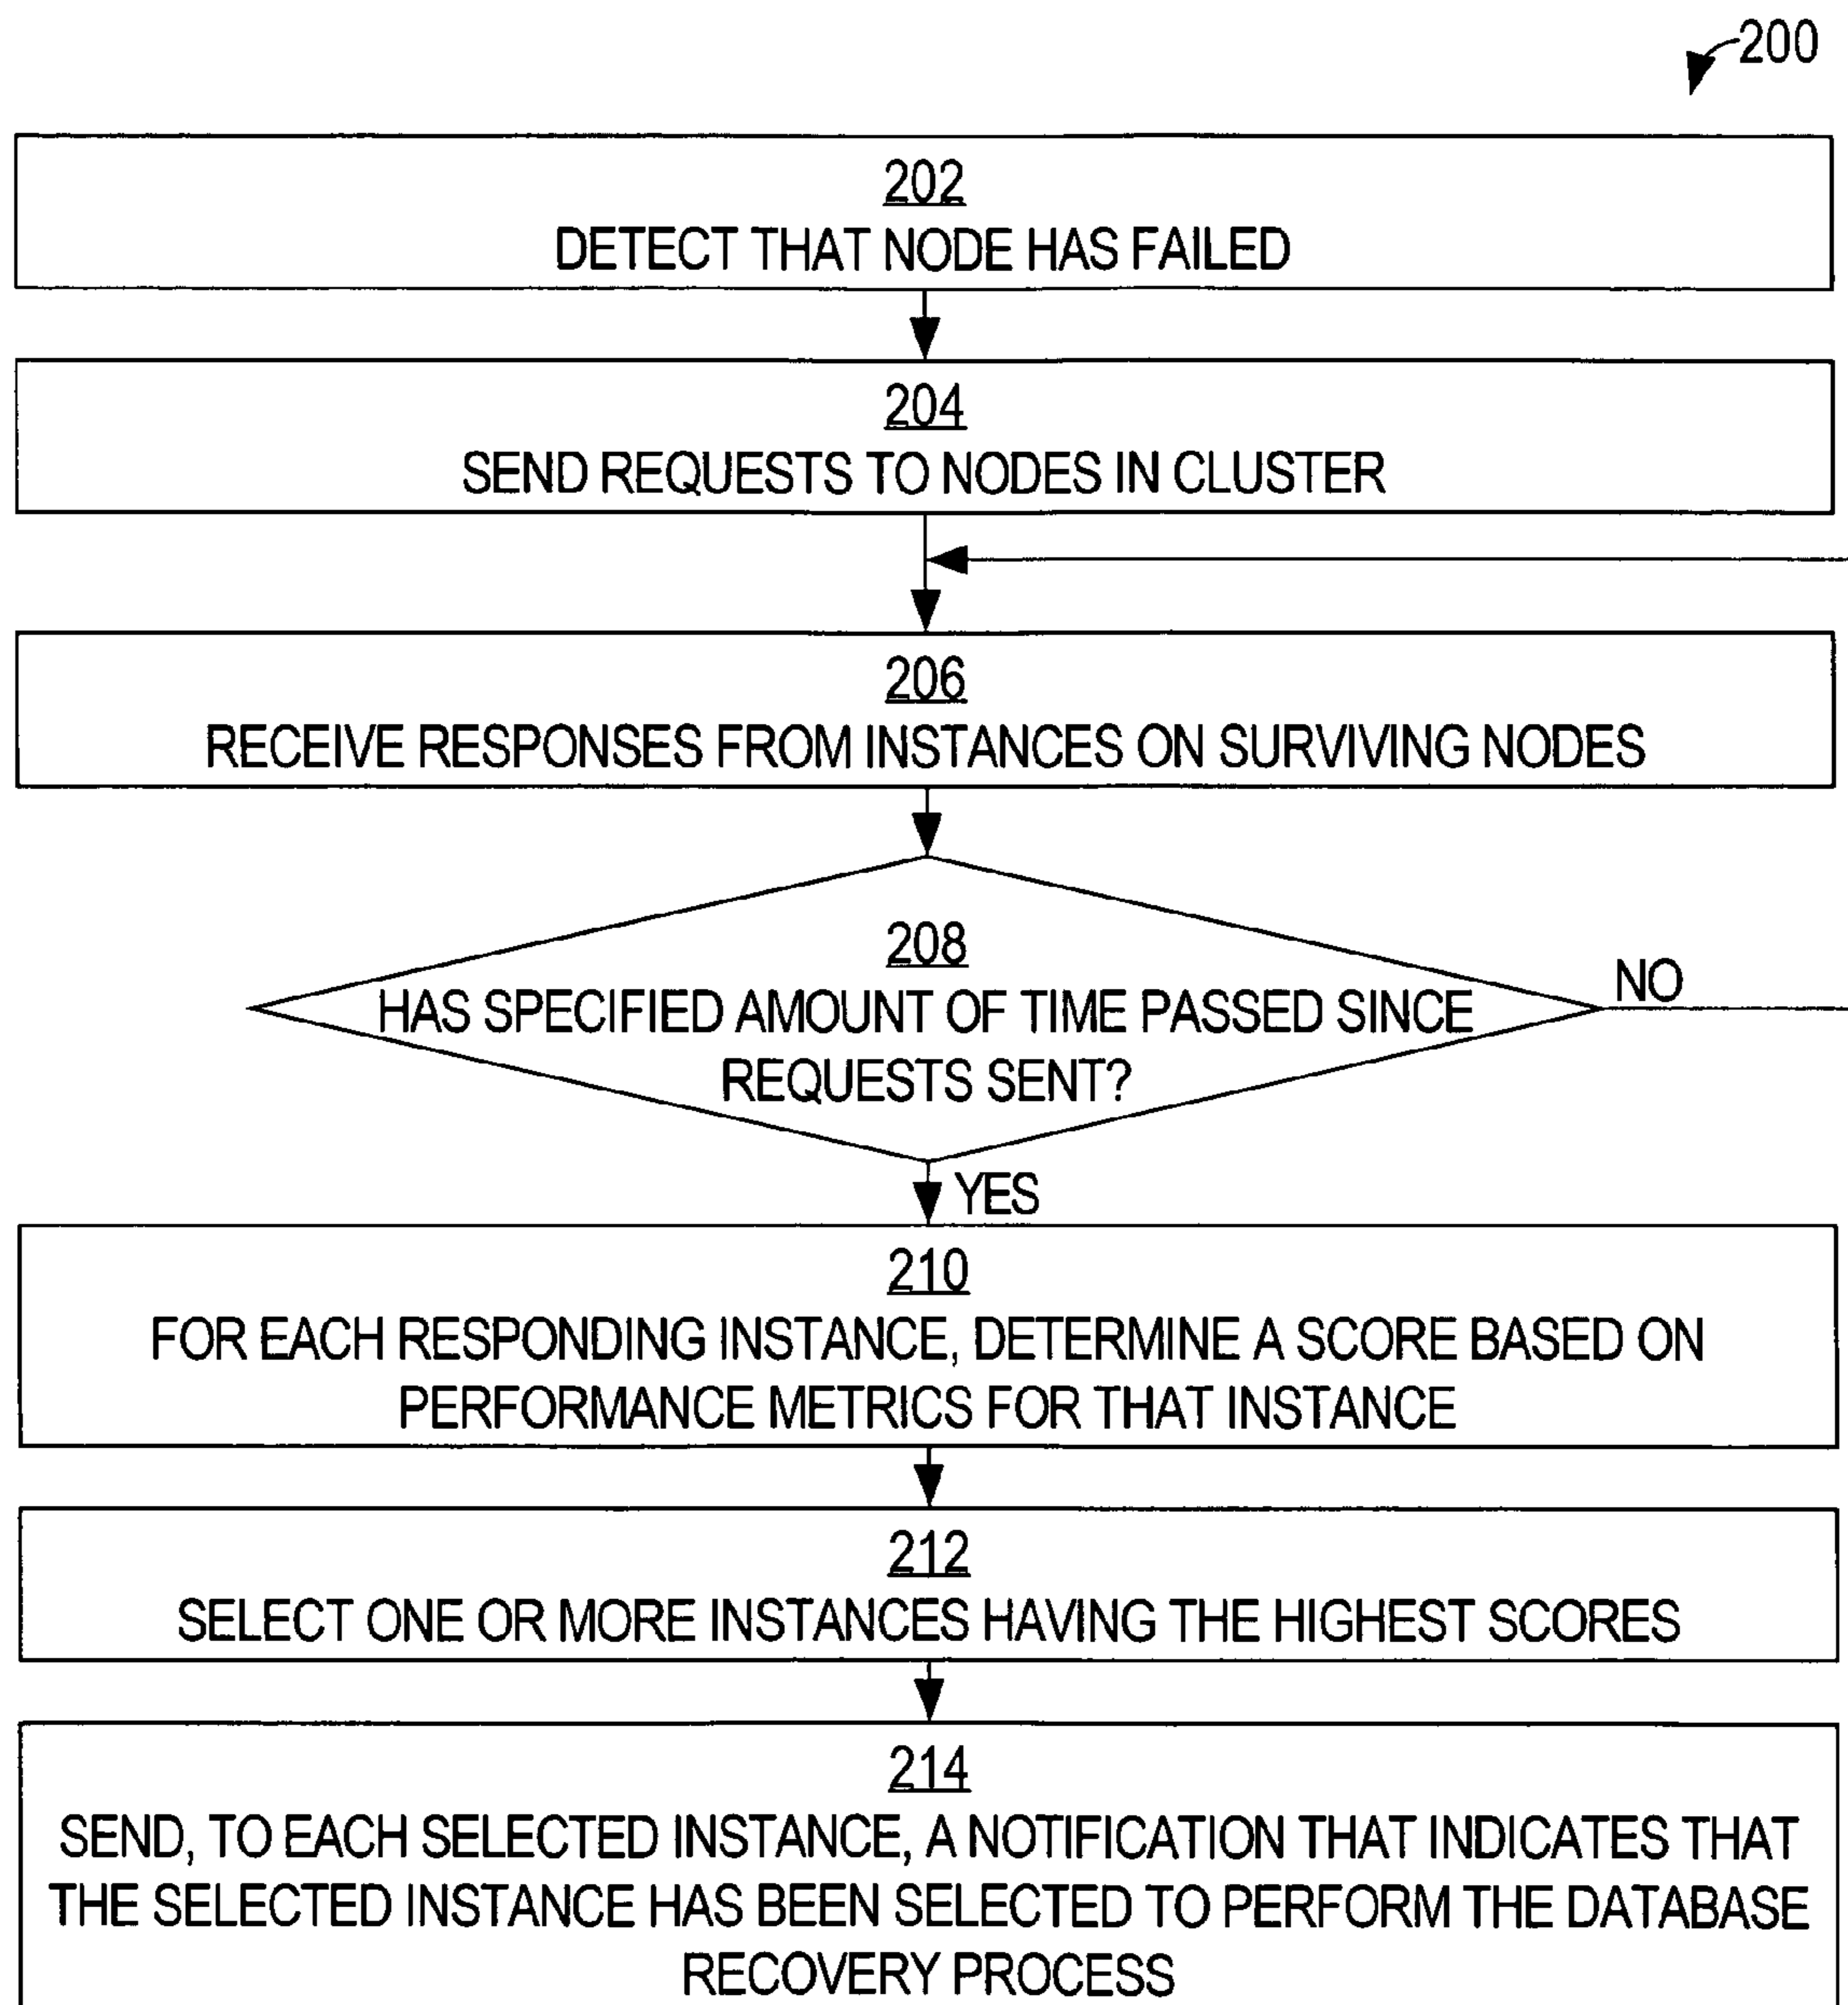 200
202
DETECT THAT NODE HAS FAILED
204
SEND REQUESTS TO NODES IN CLUSTER
206
RECEIVE RESPONSES FROM INSTANCES ON SURVIVING NODES
208
HAS SPECIFIED AMOUNT OF TIME PASSED SINCE
REQUESTS SENT?
NO
YES
210
FOR EACH RESPONDING INSTANCE, DETERMINE A SCORE BASED ON
PERFORMANCE METRICS FOR THAT INSTANCE
212
SELECT ONE OR MORE INSTANCES HAVING THE HIGHEST SCORES
214
SEND, TO EACH SELECTED INSTANCE, A NOTIFICATION THAT INDICATES THAT
THE SELECTED INSTANCE HAS BEEN SELECTED TO PERFORM THE DATABASE
RECOVERY PROCESS